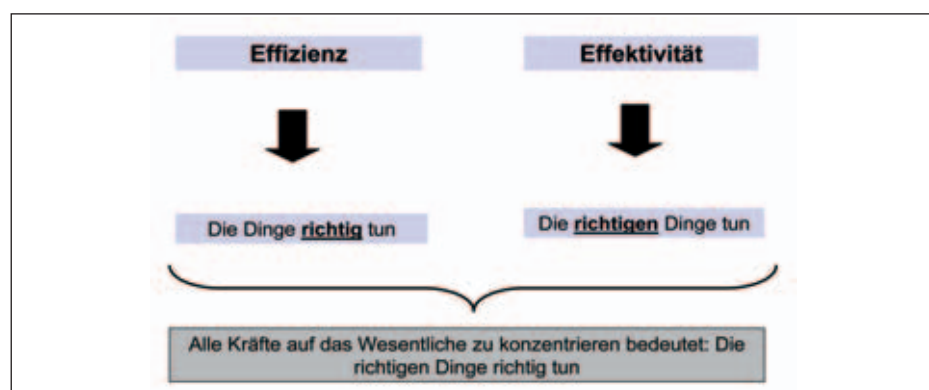 Effizienz
Effektivität
Die Dinge richtig tun
Die richtigen Dinge tun
Alle Kräfte auf das Wesentliche zu konzentrieren bedeutet: Die
richtigen Dinge richtig tun